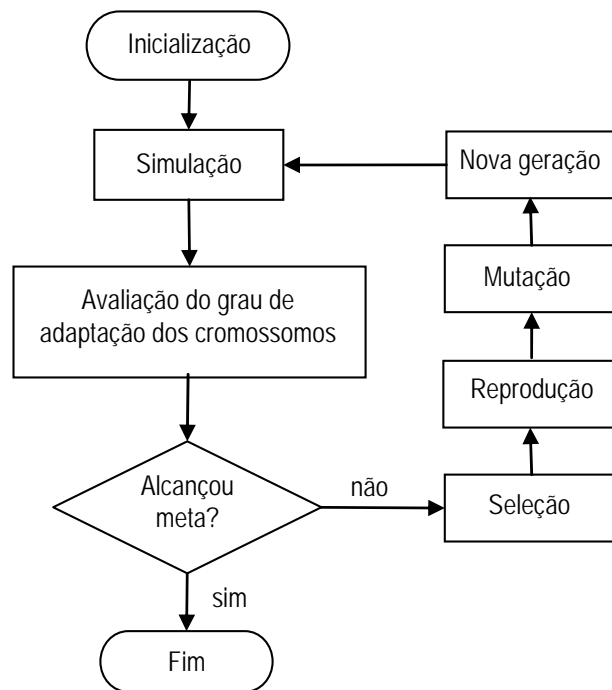 Inicialização
Simulação
Nova geração
Mutação
Avaliação do grau de
adaptação dos cromossomos
Reprodução
Alcançou
meta?
não
Seleção
sim
Fim